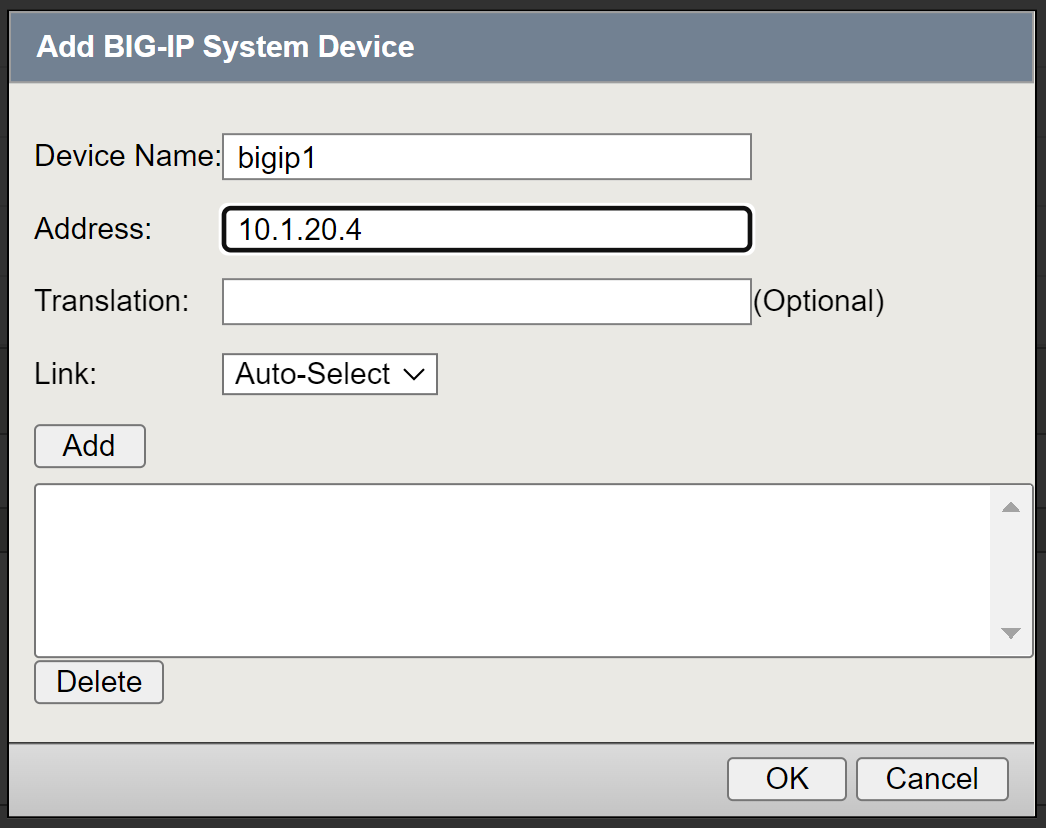 Add BIG-IP System Device
Device Name: bigip1
Address: 10.1.20.4
Translation: (Optional)
Link: Auto-Select
Add
Delete
OK Cancel